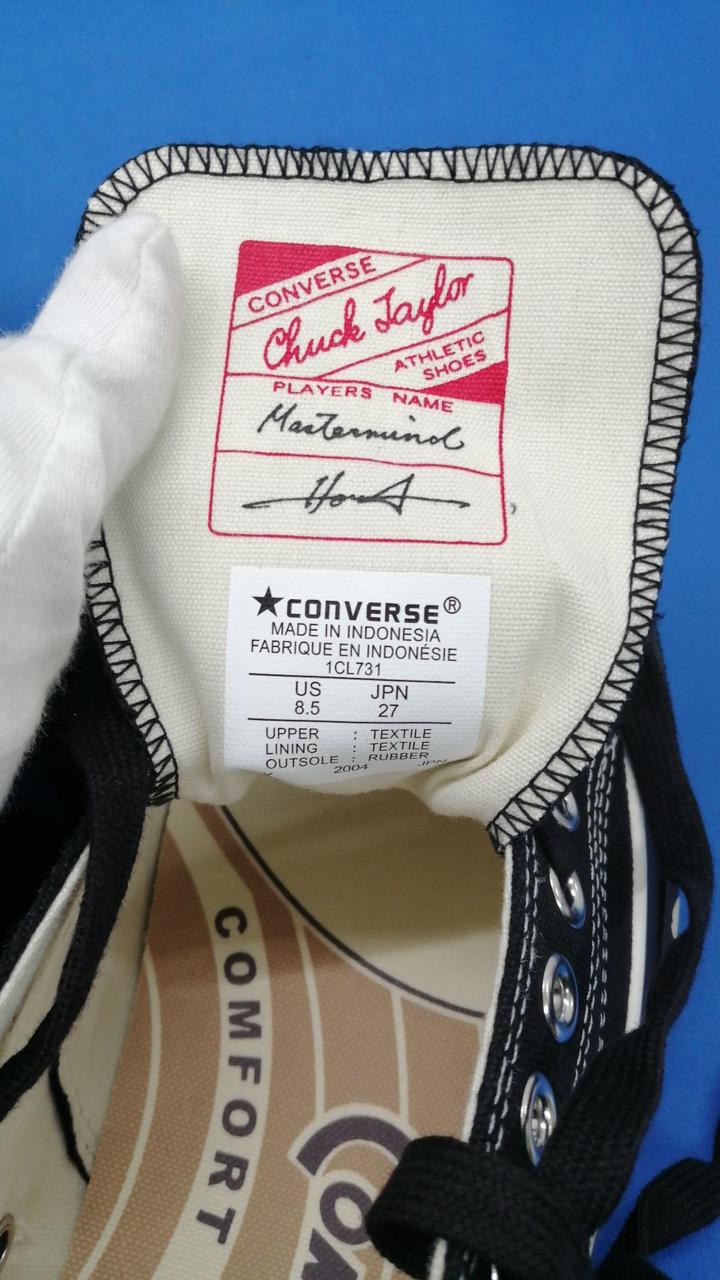 CONVERSE
Chuck Taylor
ATHLETIC
SHOES
PLAYERS NAME
Mastermind
★CONVERSE®
MADE IN INDONESIA
FABRIQUE EN INDONÉSIE
1CL731
US JPN
8.5 27
UPPER : TEXTILE
LINING : TEXTILE
OUTSOLE : RUBBER
2004 JPN
COMFORT